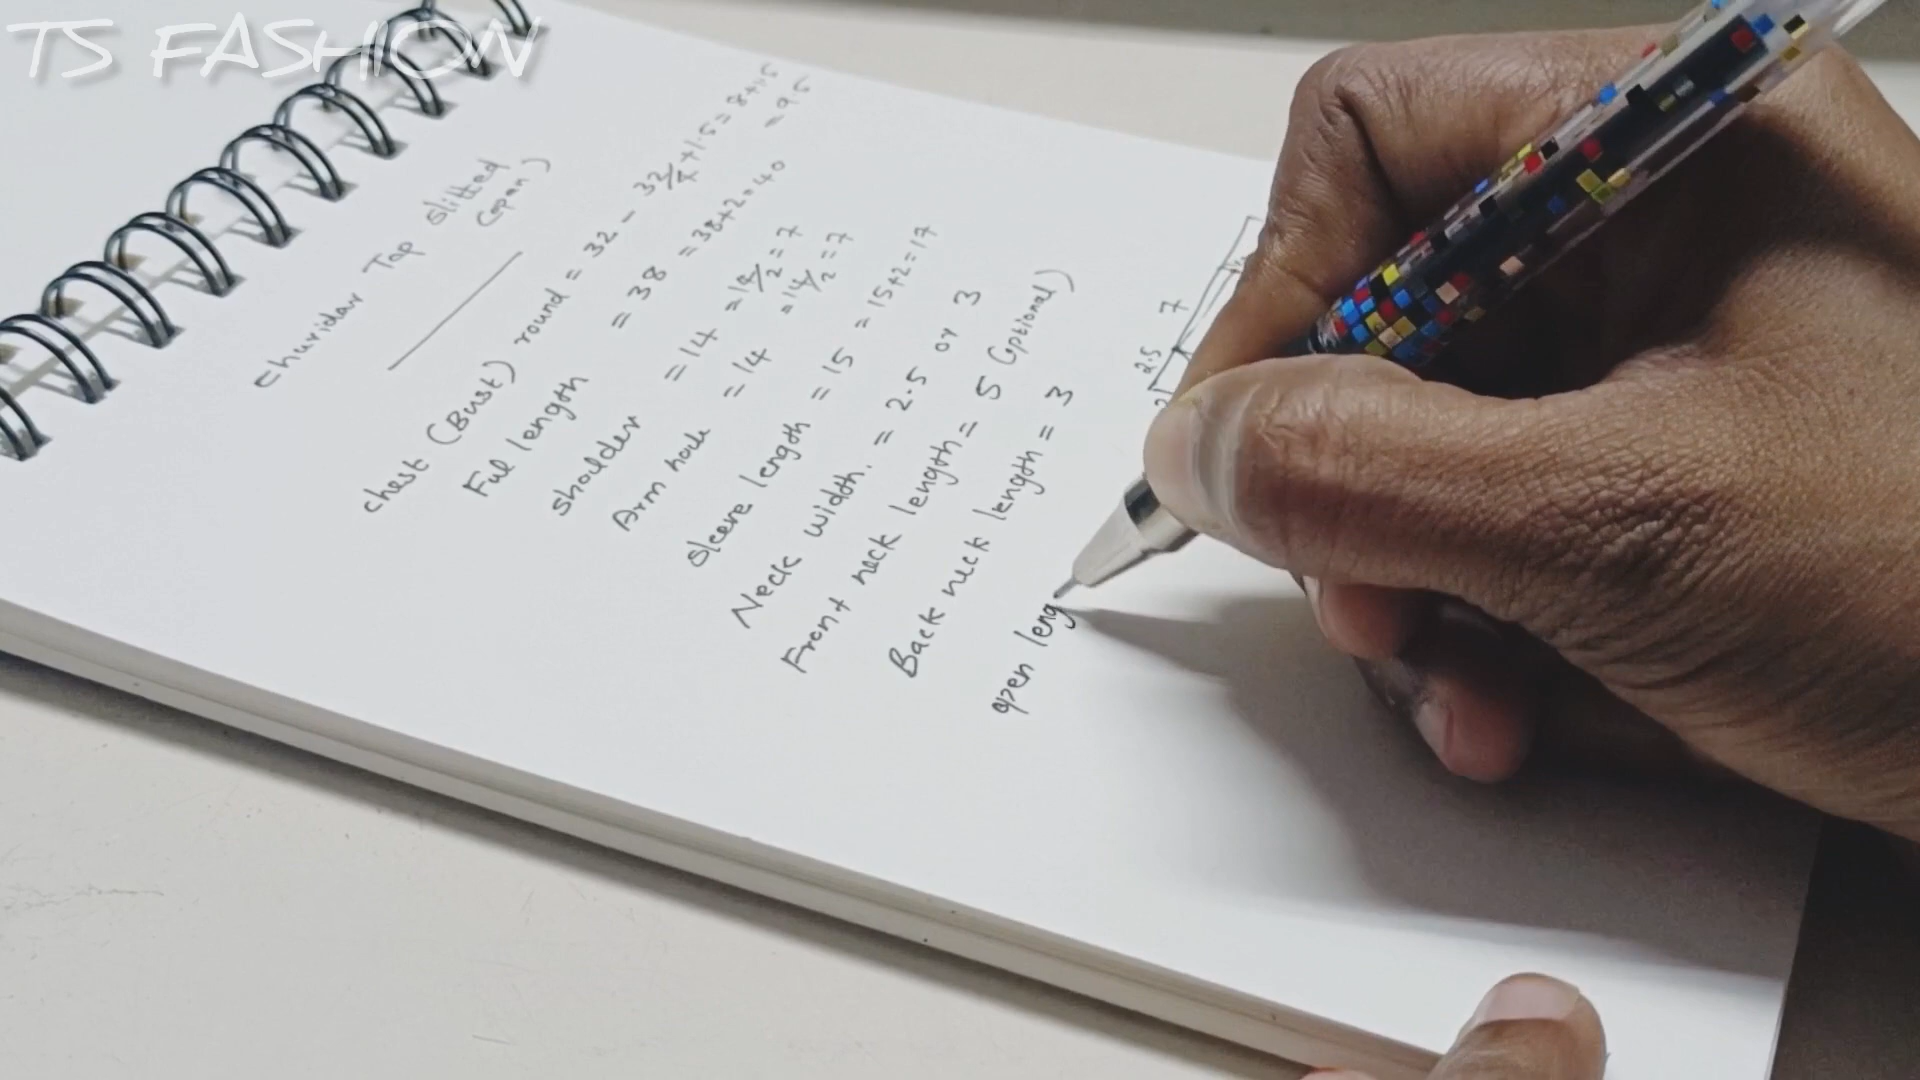 TS FASHION
Churidar Top slitted
(open)
chest (Bust) round = 32 - 32/4 + 1.5 = 8+1.5
= 9.5
Ful length = 38 = 38+2=40
Shoulder = 14 = 14/2 = 7
Arm hole = 14 = 14/2 = 7
Sleeve length = 15 = 15+2=17
Neck width. = 2.5 or 3
Front neck length = 5 (optional)
Back neck length = 3
open leng
7
2.5